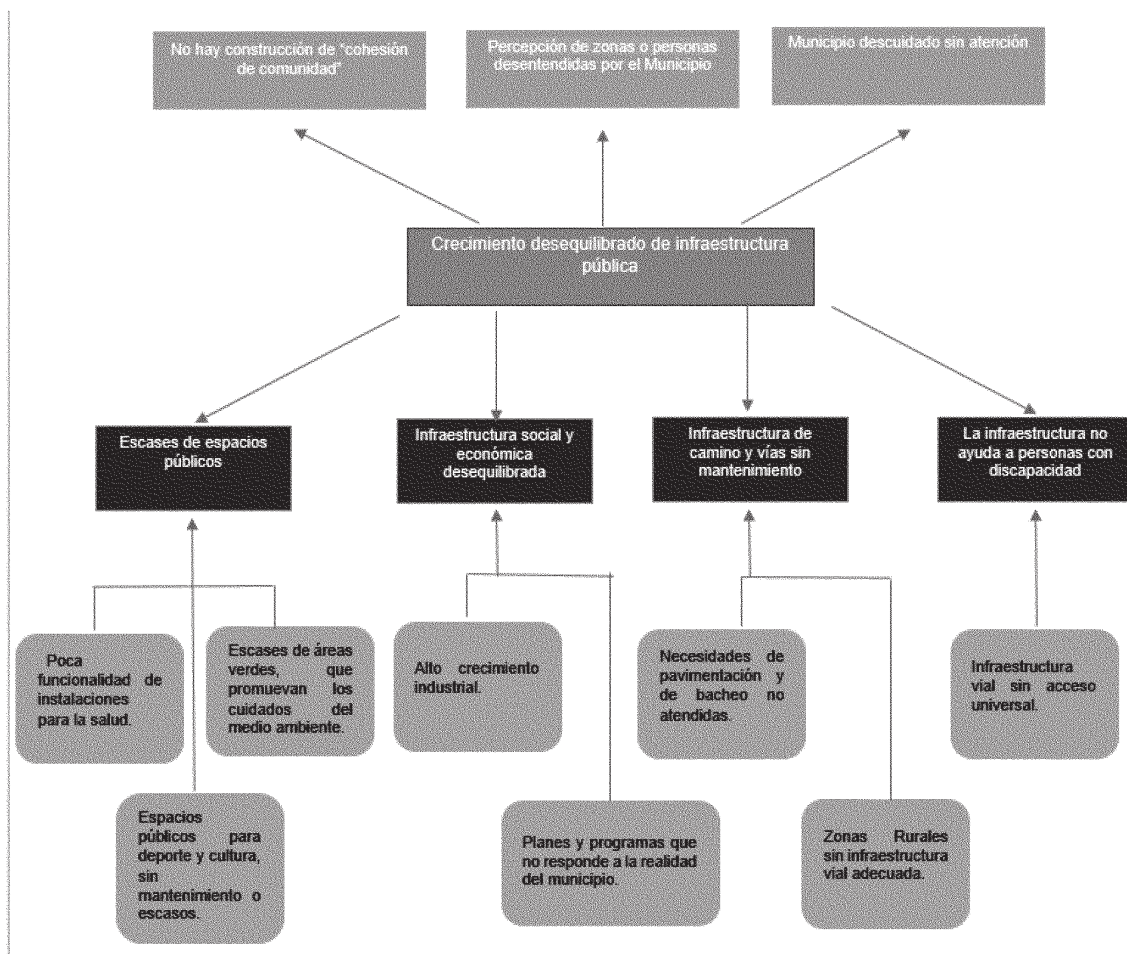 No hay construcción de “cohesión
de comunidad”
Percepción de zonas o personas
desentendidas por el Municipio
Municipio descuidado sin atención
Crecimiento desequilibrado de infraestructura
pública
Escases de espacios
públicos
Infraestructura social y
económica
desequilibrada
Infraestructura de
camino y vías sin
mantenimiento
La infraestructura no
ayuda a personas con
discapacidad
Poca
funcionalidad de
instalaciones
para la salud.
Escases de áreas
verdes, que
promuevan los
cuidados del
medio ambiente.
Alto crecimiento
industrial.
Necesidades de
pavimentación y
de bacheo no
atendidas.
Infraestructura
vial sin acceso
universal.
Espacios
públicos para
deporte y cultura,
sin
mantenimiento o
escasos.
Planes y programas que
no responde a la realidad
del municipio.
Zonas Rurales
sin infraestructura
vial adecuada.